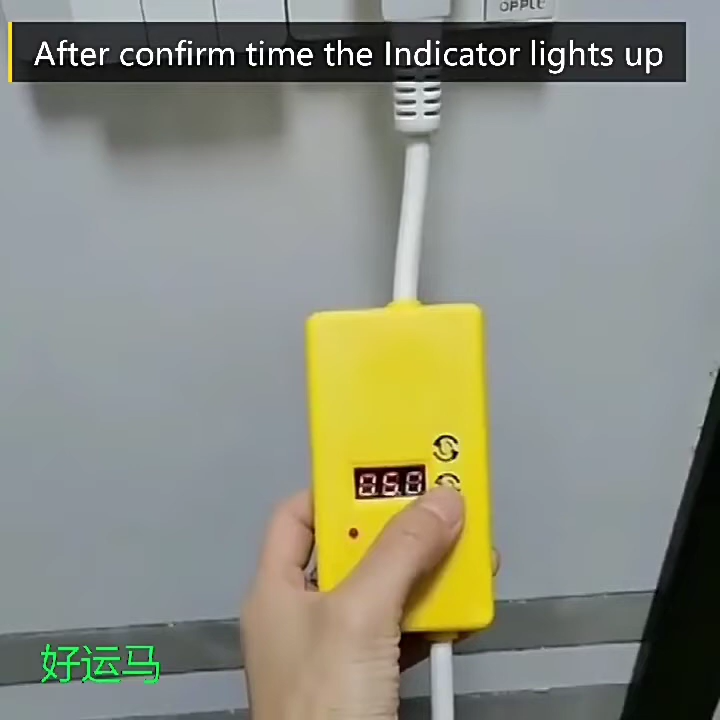 OPPLE
After confirm time the Indicator lights up
好运马